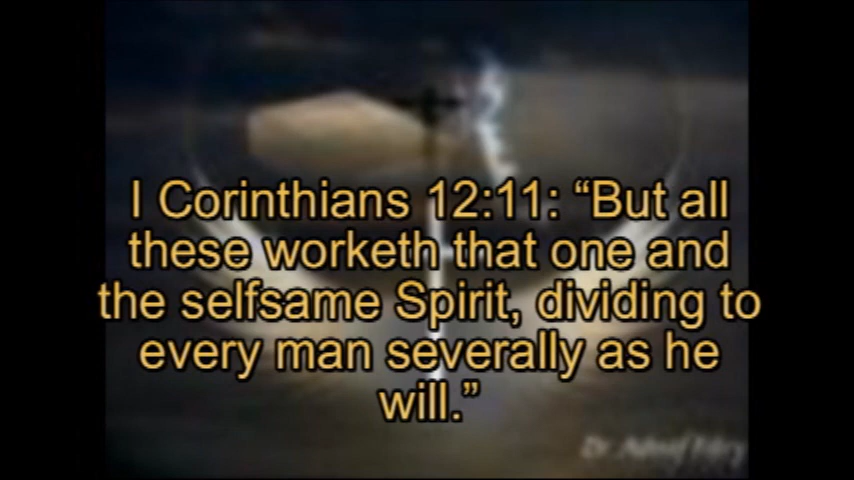 I Corinthians 12:11: “But all
these worketh that one and
the selfsame Spirit, dividing to
every man severally as he
will.”
Dr.